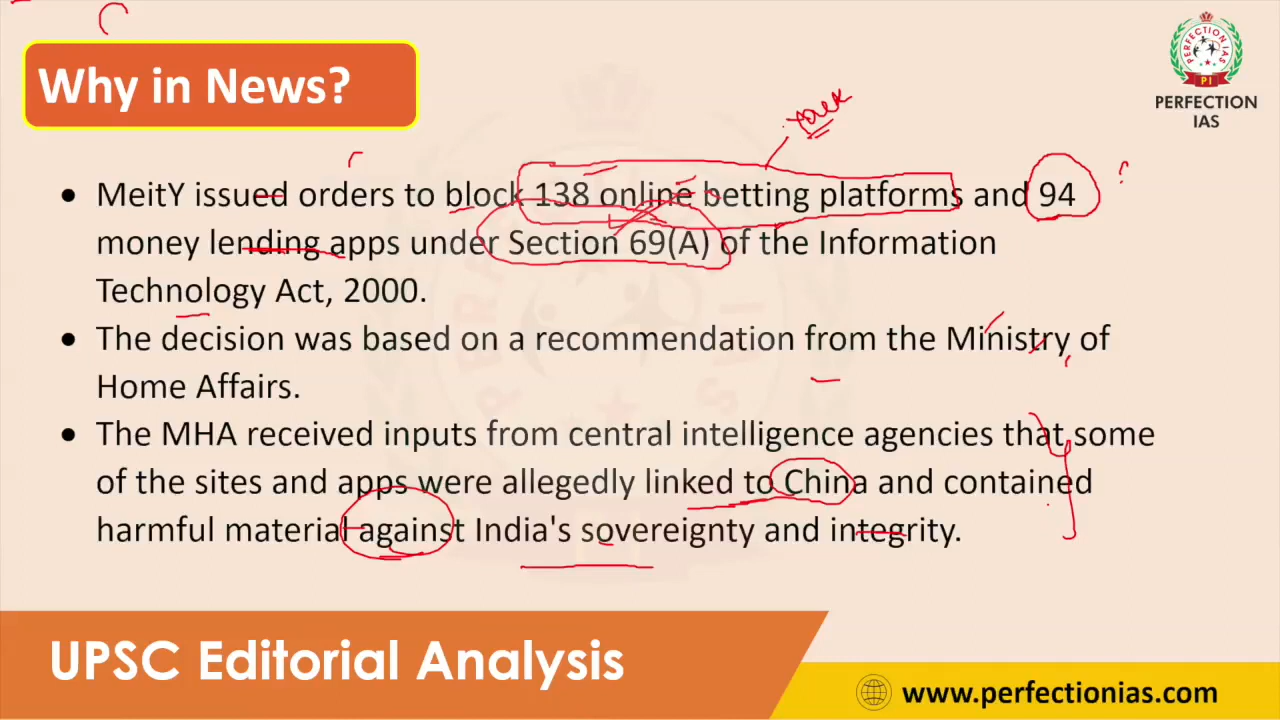 Why in News?
PERFECTION
IAS
PERFECTION IAS
PI
• MeitY issued orders to block 138 online betting platforms and 94
money lending apps under Section 69(A) of the Information
Technology Act, 2000.
• The decision was based on a recommendation from the Ministry of
Home Affairs.
• The MHA received inputs from central intelligence agencies that some
of the sites and apps were allegedly linked to China and contained
harmful material against India's sovereignty and integrity.
UPSC Editorial Analysis
www.perfectionias.com